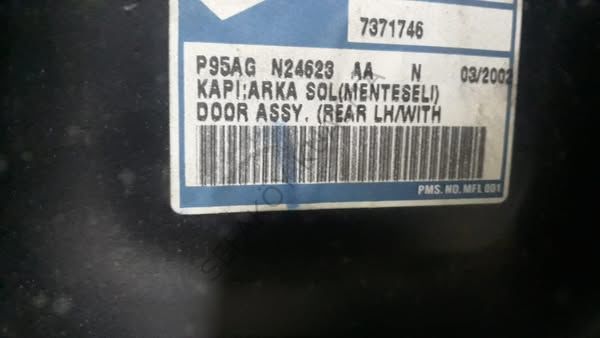 7371746
P95AG N24623 AA N 03/2002
KAPI:ARKA SOL(MENTESELI)
DOOR ASSY. (REAR LH/WITH
PMS. NO. MFL 001